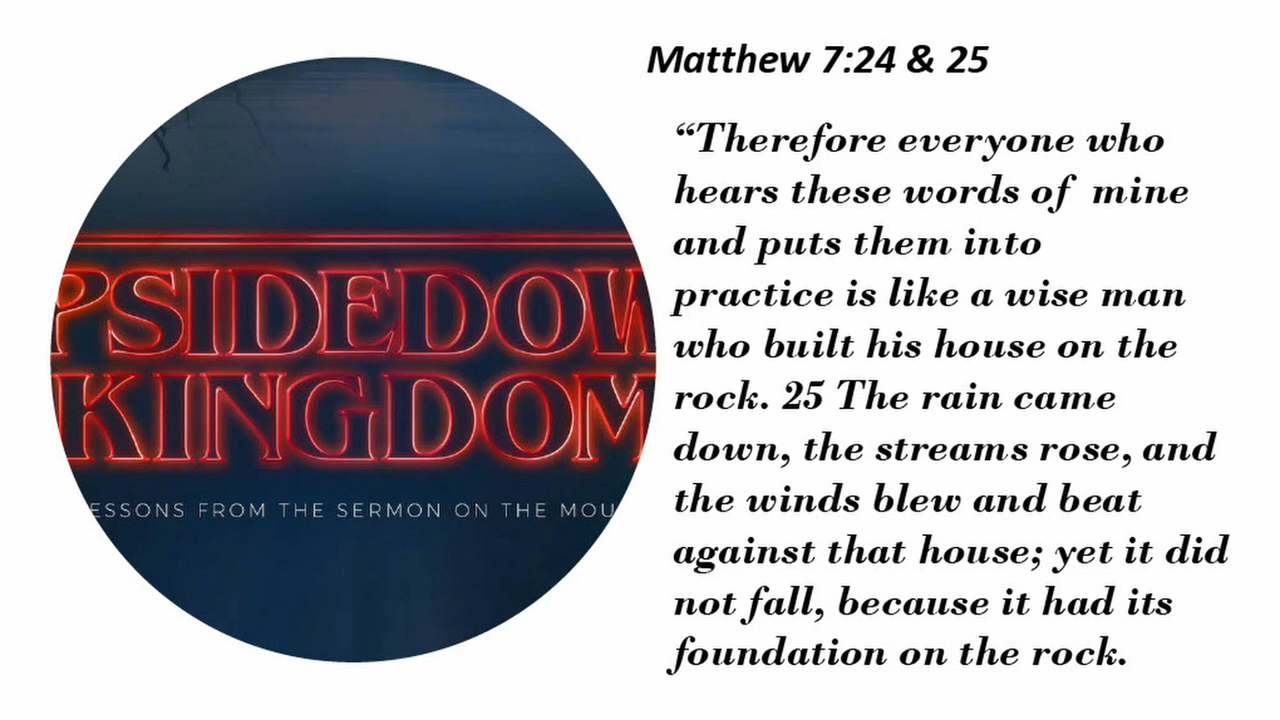 Matthew 7:24 & 25
PSIDEDOW
KINGDOM
ESSONS FROM THE SERMON ON THE MOU
“Therefore everyone who
hears these words of mine
and puts them into
practice is like a wise man
who built his house on the
rock. 25 The rain came
down, the streams rose, and
the winds blew and beat
against that house; yet it did
not fall, because it had its
foundation on the rock.